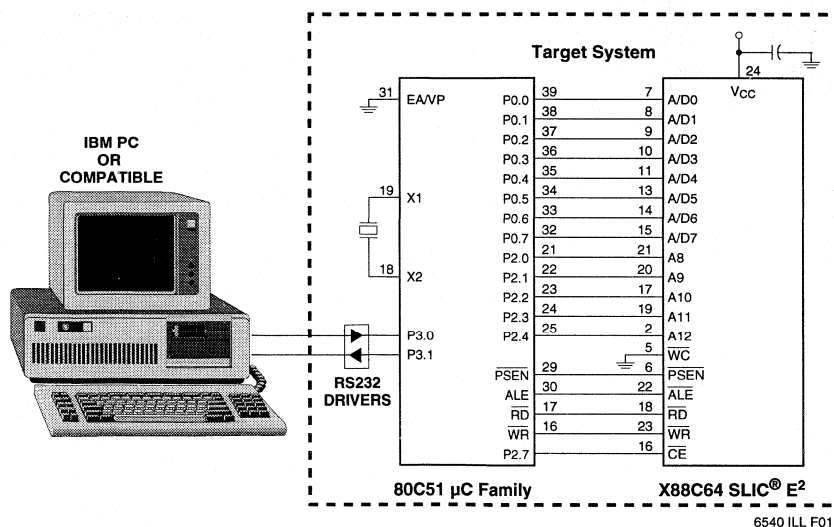 Target System
24
VCC
31 EA/VP P0.0 39 7 A/D0
P0.1 38 8 A/D1
P0.2 37 9 A/D2
P0.3 36 10 A/D3
P0.4 35 11 A/D4
IBM PC
OR
COMPATIBLE
19 X1 P0.5 34 13 A/D5
P0.6 33 14 A/D6
P0.7 32 15 A/D7
P2.0 21 21 A8
18 X2 P2.1 22 20 A9
P2.2 23 17 A10
P2.3 24 19 A11
P3.0 P2.4 25 2 A12
P3.1 5 WC
RS232
DRIVERS
PSEN 29 6 PSEN
ALE 30 22 ALE
RD 17 18 RD
WR 16 23 WR
P2.7 16 CE
80C51 µC Family X88C64 SLIC® E²
6540 ILL F01